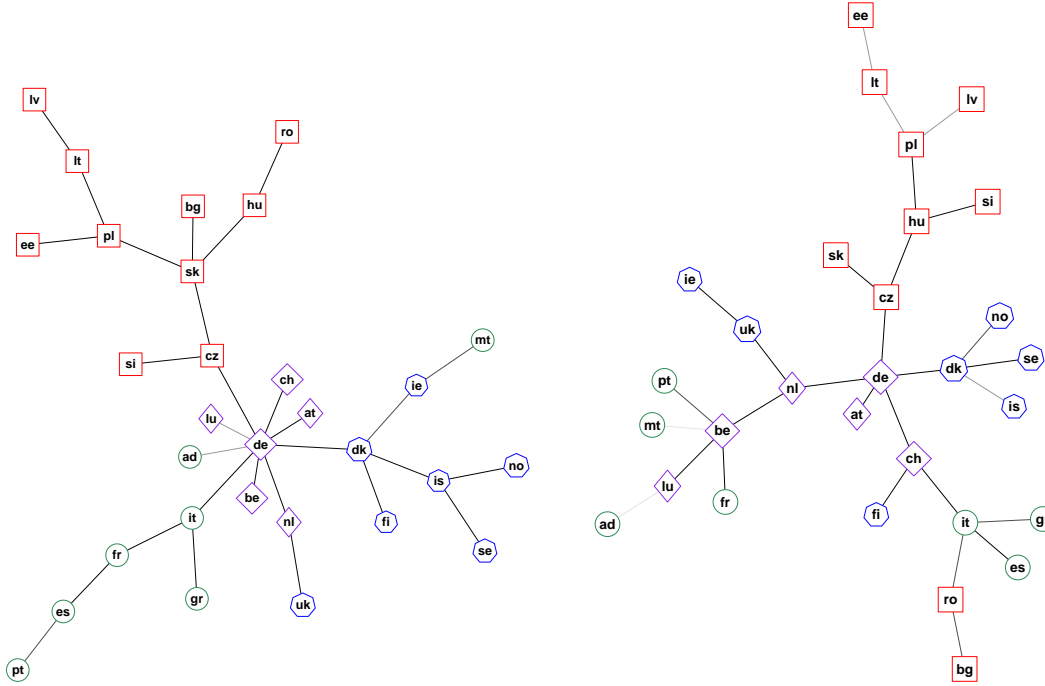 lv
ro
lt
bg
hu
ee
pl
sk
si
cz
mt
ch
ie
lu
at
ad
de
dk
is
no
be
it
nl
fi
fr
se
gr
uk
es
pt
ee
lt
lv
pl
si
hu
sk
ie
cz
no
uk
se
dk
pt
nl
de
is
at
mt
be
ch
lu
fr
fi
ad
it
g
es
ro
bg